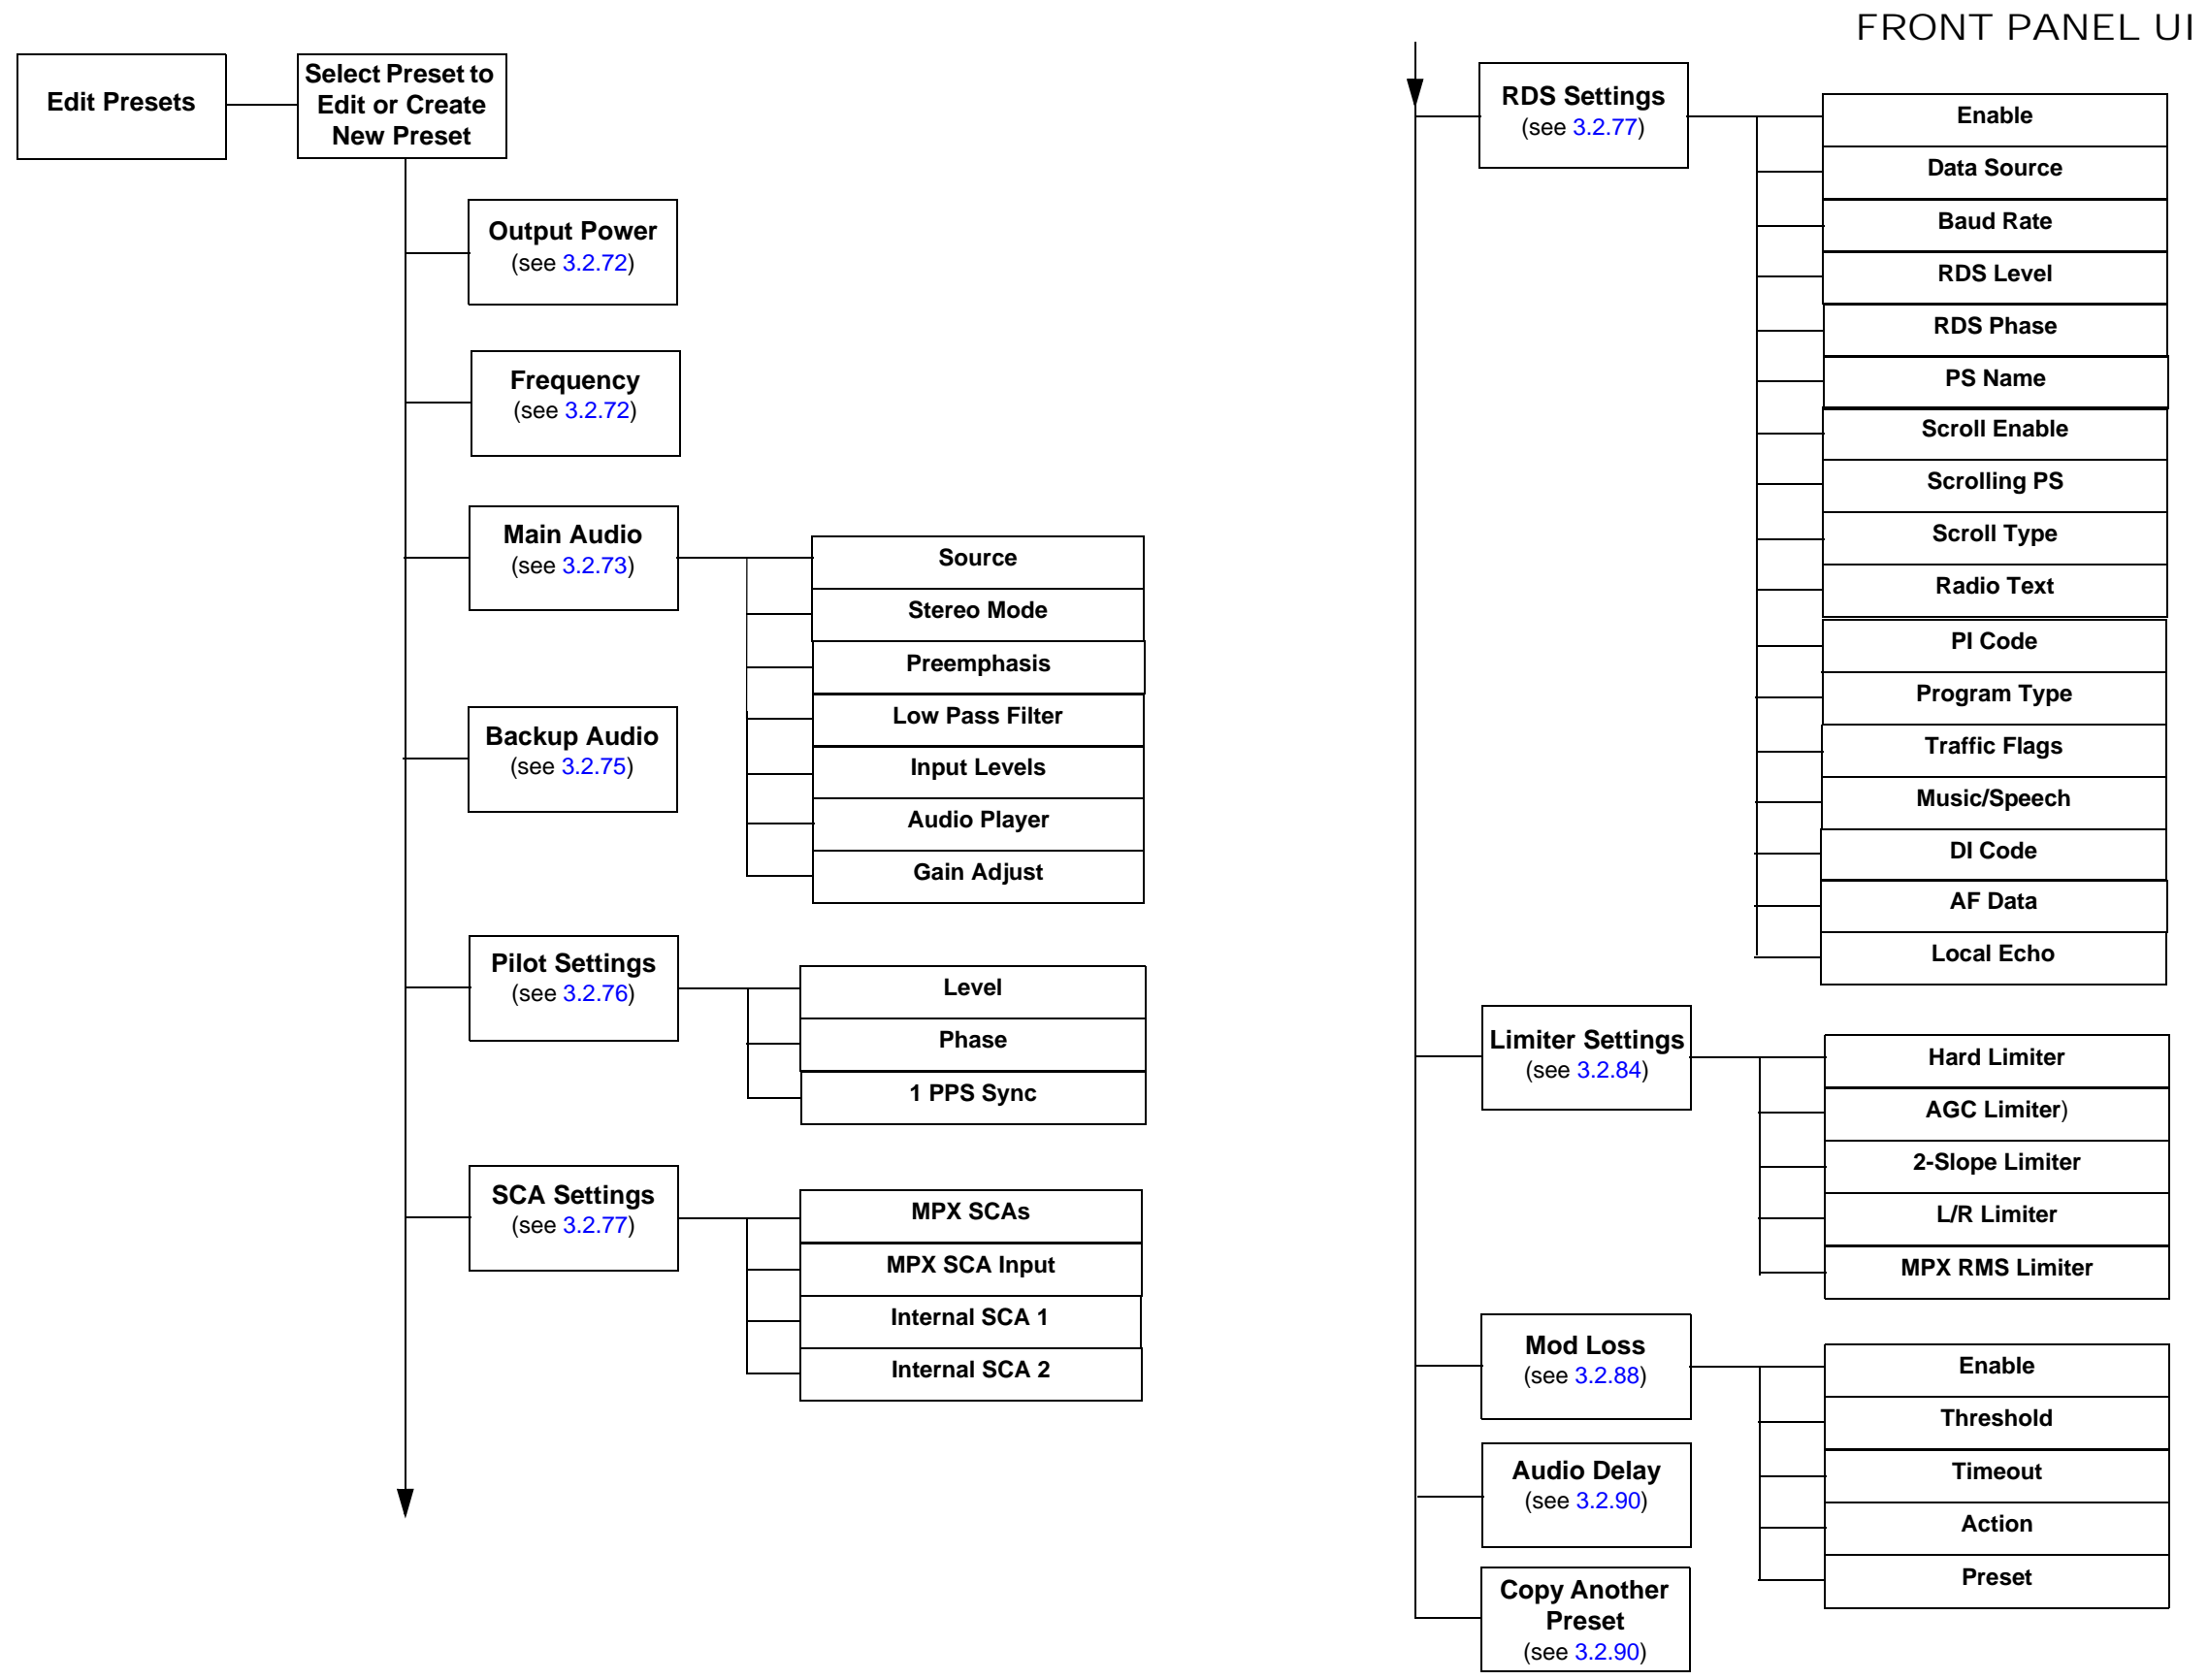 FRONT PANEL UI
Edit Presets
Select Preset to
Edit or Create
New Preset
Output Power
(see 3.2.72)
Frequency
(see 3.2.72)
Main Audio
(see 3.2.73)
Source
Stereo Mode
Preemphasis
Low Pass Filter
Input Levels
Audio Player
Gain Adjust
Backup Audio
(see 3.2.75)
Pilot Settings
(see 3.2.76)
Level
Phase
1 PPS Sync
SCA Settings
(see 3.2.77)
MPX SCAs
MPX SCA Input
Internal SCA 1
Internal SCA 2
RDS Settings
(see 3.2.77)
Enable
Data Source
Baud Rate
RDS Level
RDS Phase
PS Name
Scroll Enable
Scrolling PS
Scroll Type
Radio Text
PI Code
Program Type
Traffic Flags
Music/Speech
DI Code
AF Data
Local Echo
Limiter Settings
(see 3.2.84)
Hard Limiter
AGC Limiter)
2-Slope Limiter
L/R Limiter
MPX RMS Limiter
Mod Loss
(see 3.2.88)
Enable
Threshold
Timeout
Action
Preset
Audio Delay
(see 3.2.90)
Copy Another
Preset
(see 3.2.90)